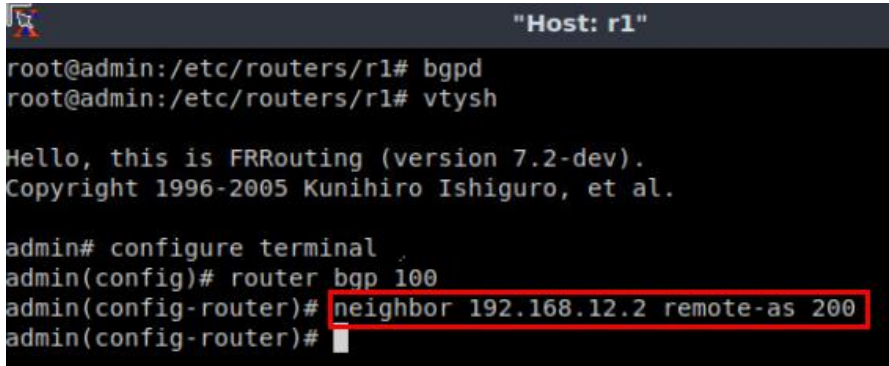 "Host: r1"
root@admin:/etc/routers/r1# bgpd
root@admin:/etc/routers/r1# vtysh
Hello, this is FRRouting (version 7.2-dev).
Copyright 1996-2005 Kunihiro Ishiguro, et al.
admin# configure terminal
admin(config)# router bgp 100
admin(config-router)# neighbor 192.168.12.2 remote-as 200
admin(config-router)#